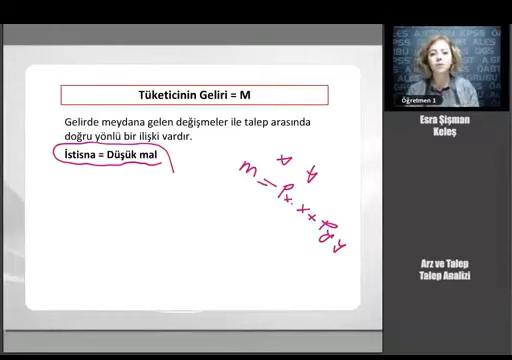 Tüketicinin Geliri = M
Gelirde meydana gelen değişmeler ile talep arasında
doğru yönlü bir ilişki vardır.
İstisna = Düşük mal
m = Px.x + Py.y
Öğretmen 1
Esra Şişman
Keleş
Arz ve Talep
Talep Analizi